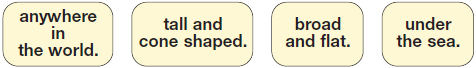 anywhere
in
the world.
tall and
cone shaped.
broad
and flat.
under
the sea.